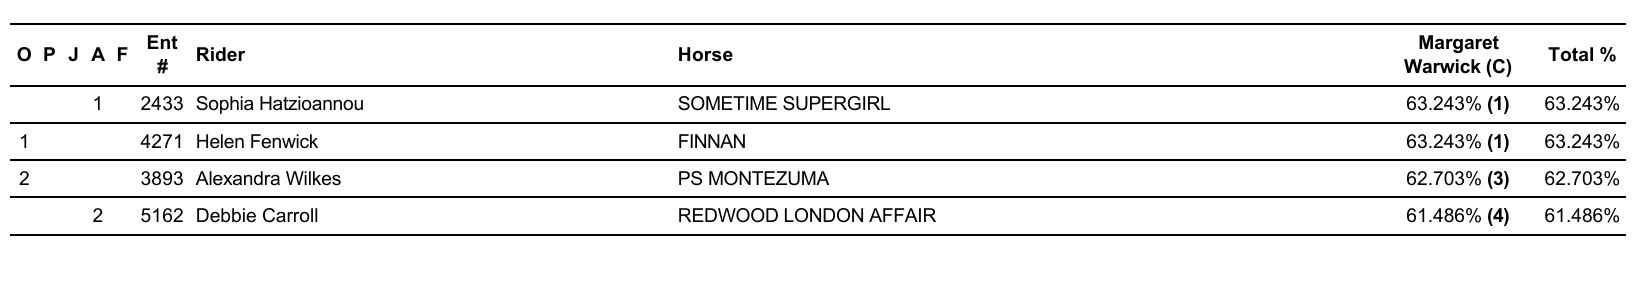 O P J A F Ent # Rider Horse Margaret Warwick (C) Total %
1 2433 Sophia Hatzioannou SOMETIME SUPERGIRL 63.243% (1) 63.243%
1 4271 Helen Fenwick FINNAN 63.243% (1) 63.243%
2 3893 Alexandra Wilkes PS MONTEZUMA 62.703% (3) 62.703%
2 5162 Debbie Carroll REDWOOD LONDON AFFAIR 61.486% (4) 61.486%